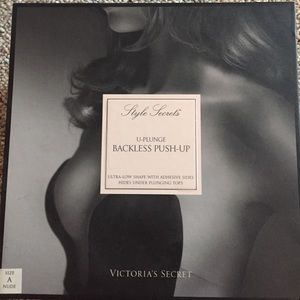 Style Secrets
U-PLUNGE
BACKLESS PUSH-UP
ULTRA-LOW SHAPE WITH ADHESIVE SIDES
HIDES UNDER PLUNGING TOPS
VICTORIA'S SECRET
SIZE
A
NUDE